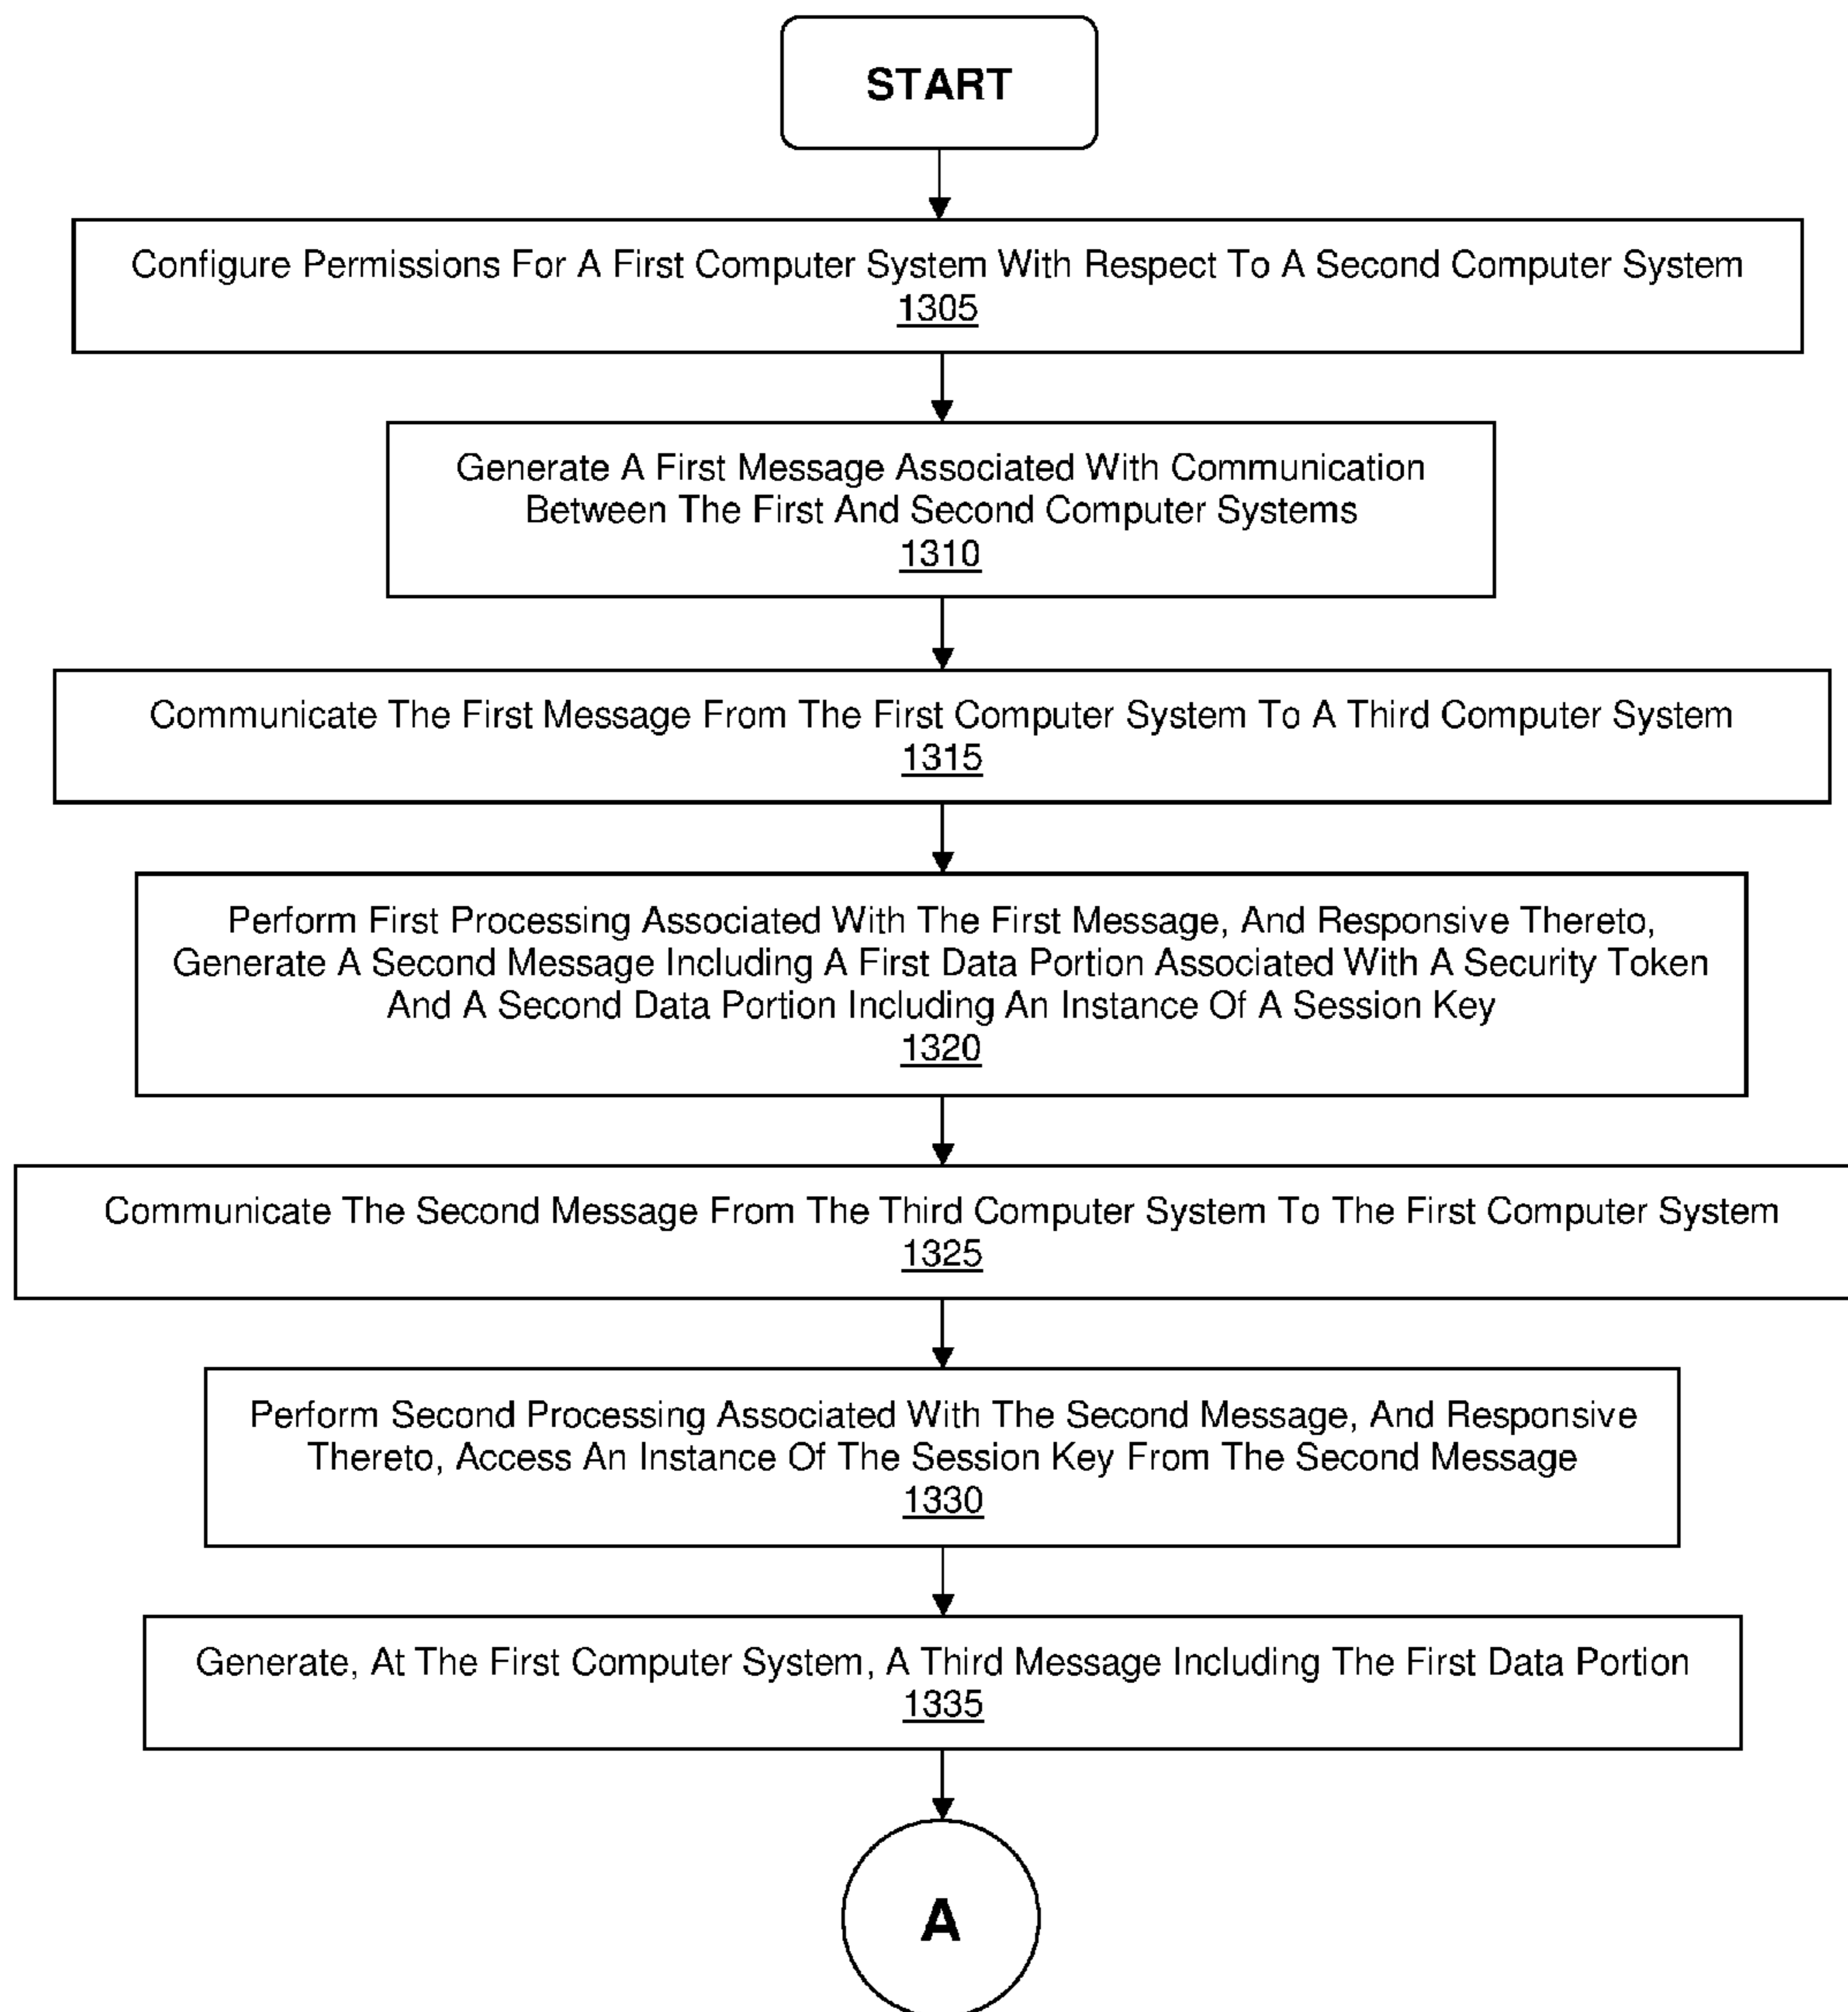 START
Configure Permissions For A First Computer System With Respect To A Second Computer System
1305
Generate A First Message Associated With Communication
Between The First And Second Computer Systems
1310
Communicate The First Message From The First Computer System To A Third Computer System
1315
Perform First Processing Associated With The First Message, And Responsive Thereto,
Generate A Second Message Including A First Data Portion Associated With A Security Token
And A Second Data Portion Including An Instance Of A Session Key
1320
Communicate The Second Message From The Third Computer System To The First Computer System
1325
Perform Second Processing Associated With The Second Message, And Responsive
Thereto, Access An Instance Of The Session Key From The Second Message
1330
Generate, At The First Computer System, A Third Message Including The First Data Portion
1335
A